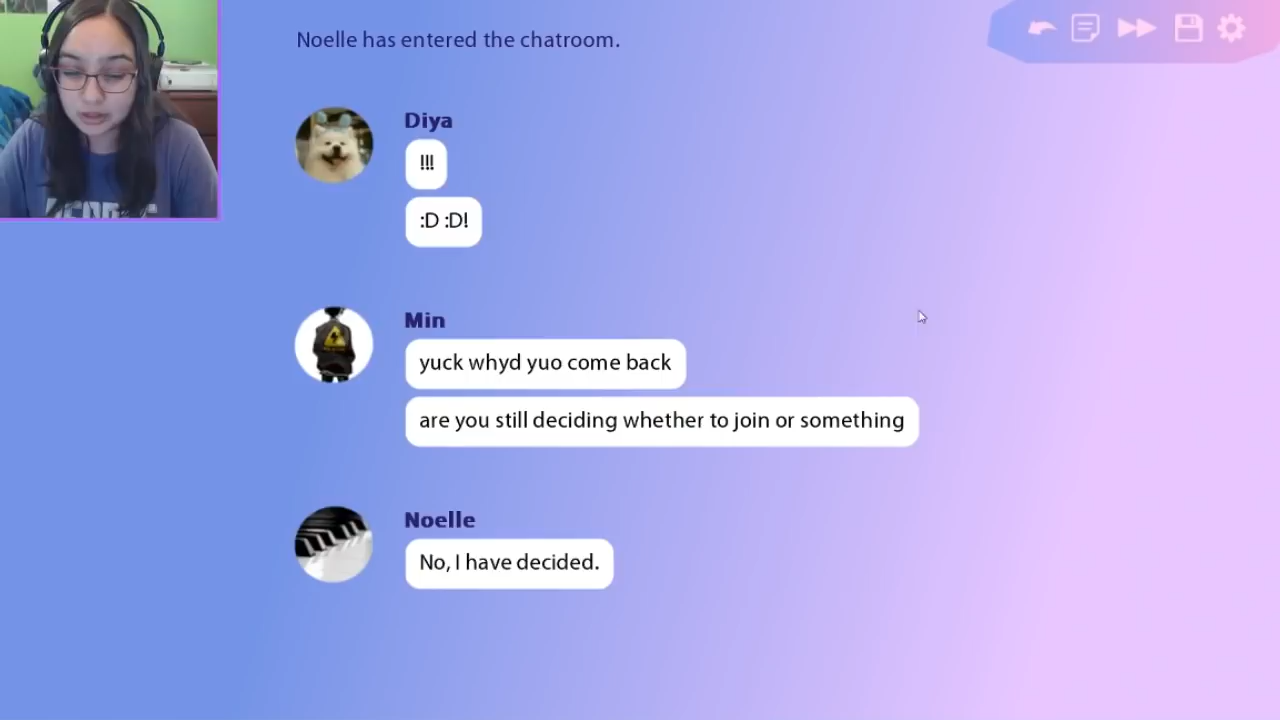 Noelle has entered the chatroom.
Diya
!!!
:D :D!
Min
yuck whyd yuo come back
are you still deciding whether to join or something
Noelle
No, I have decided.